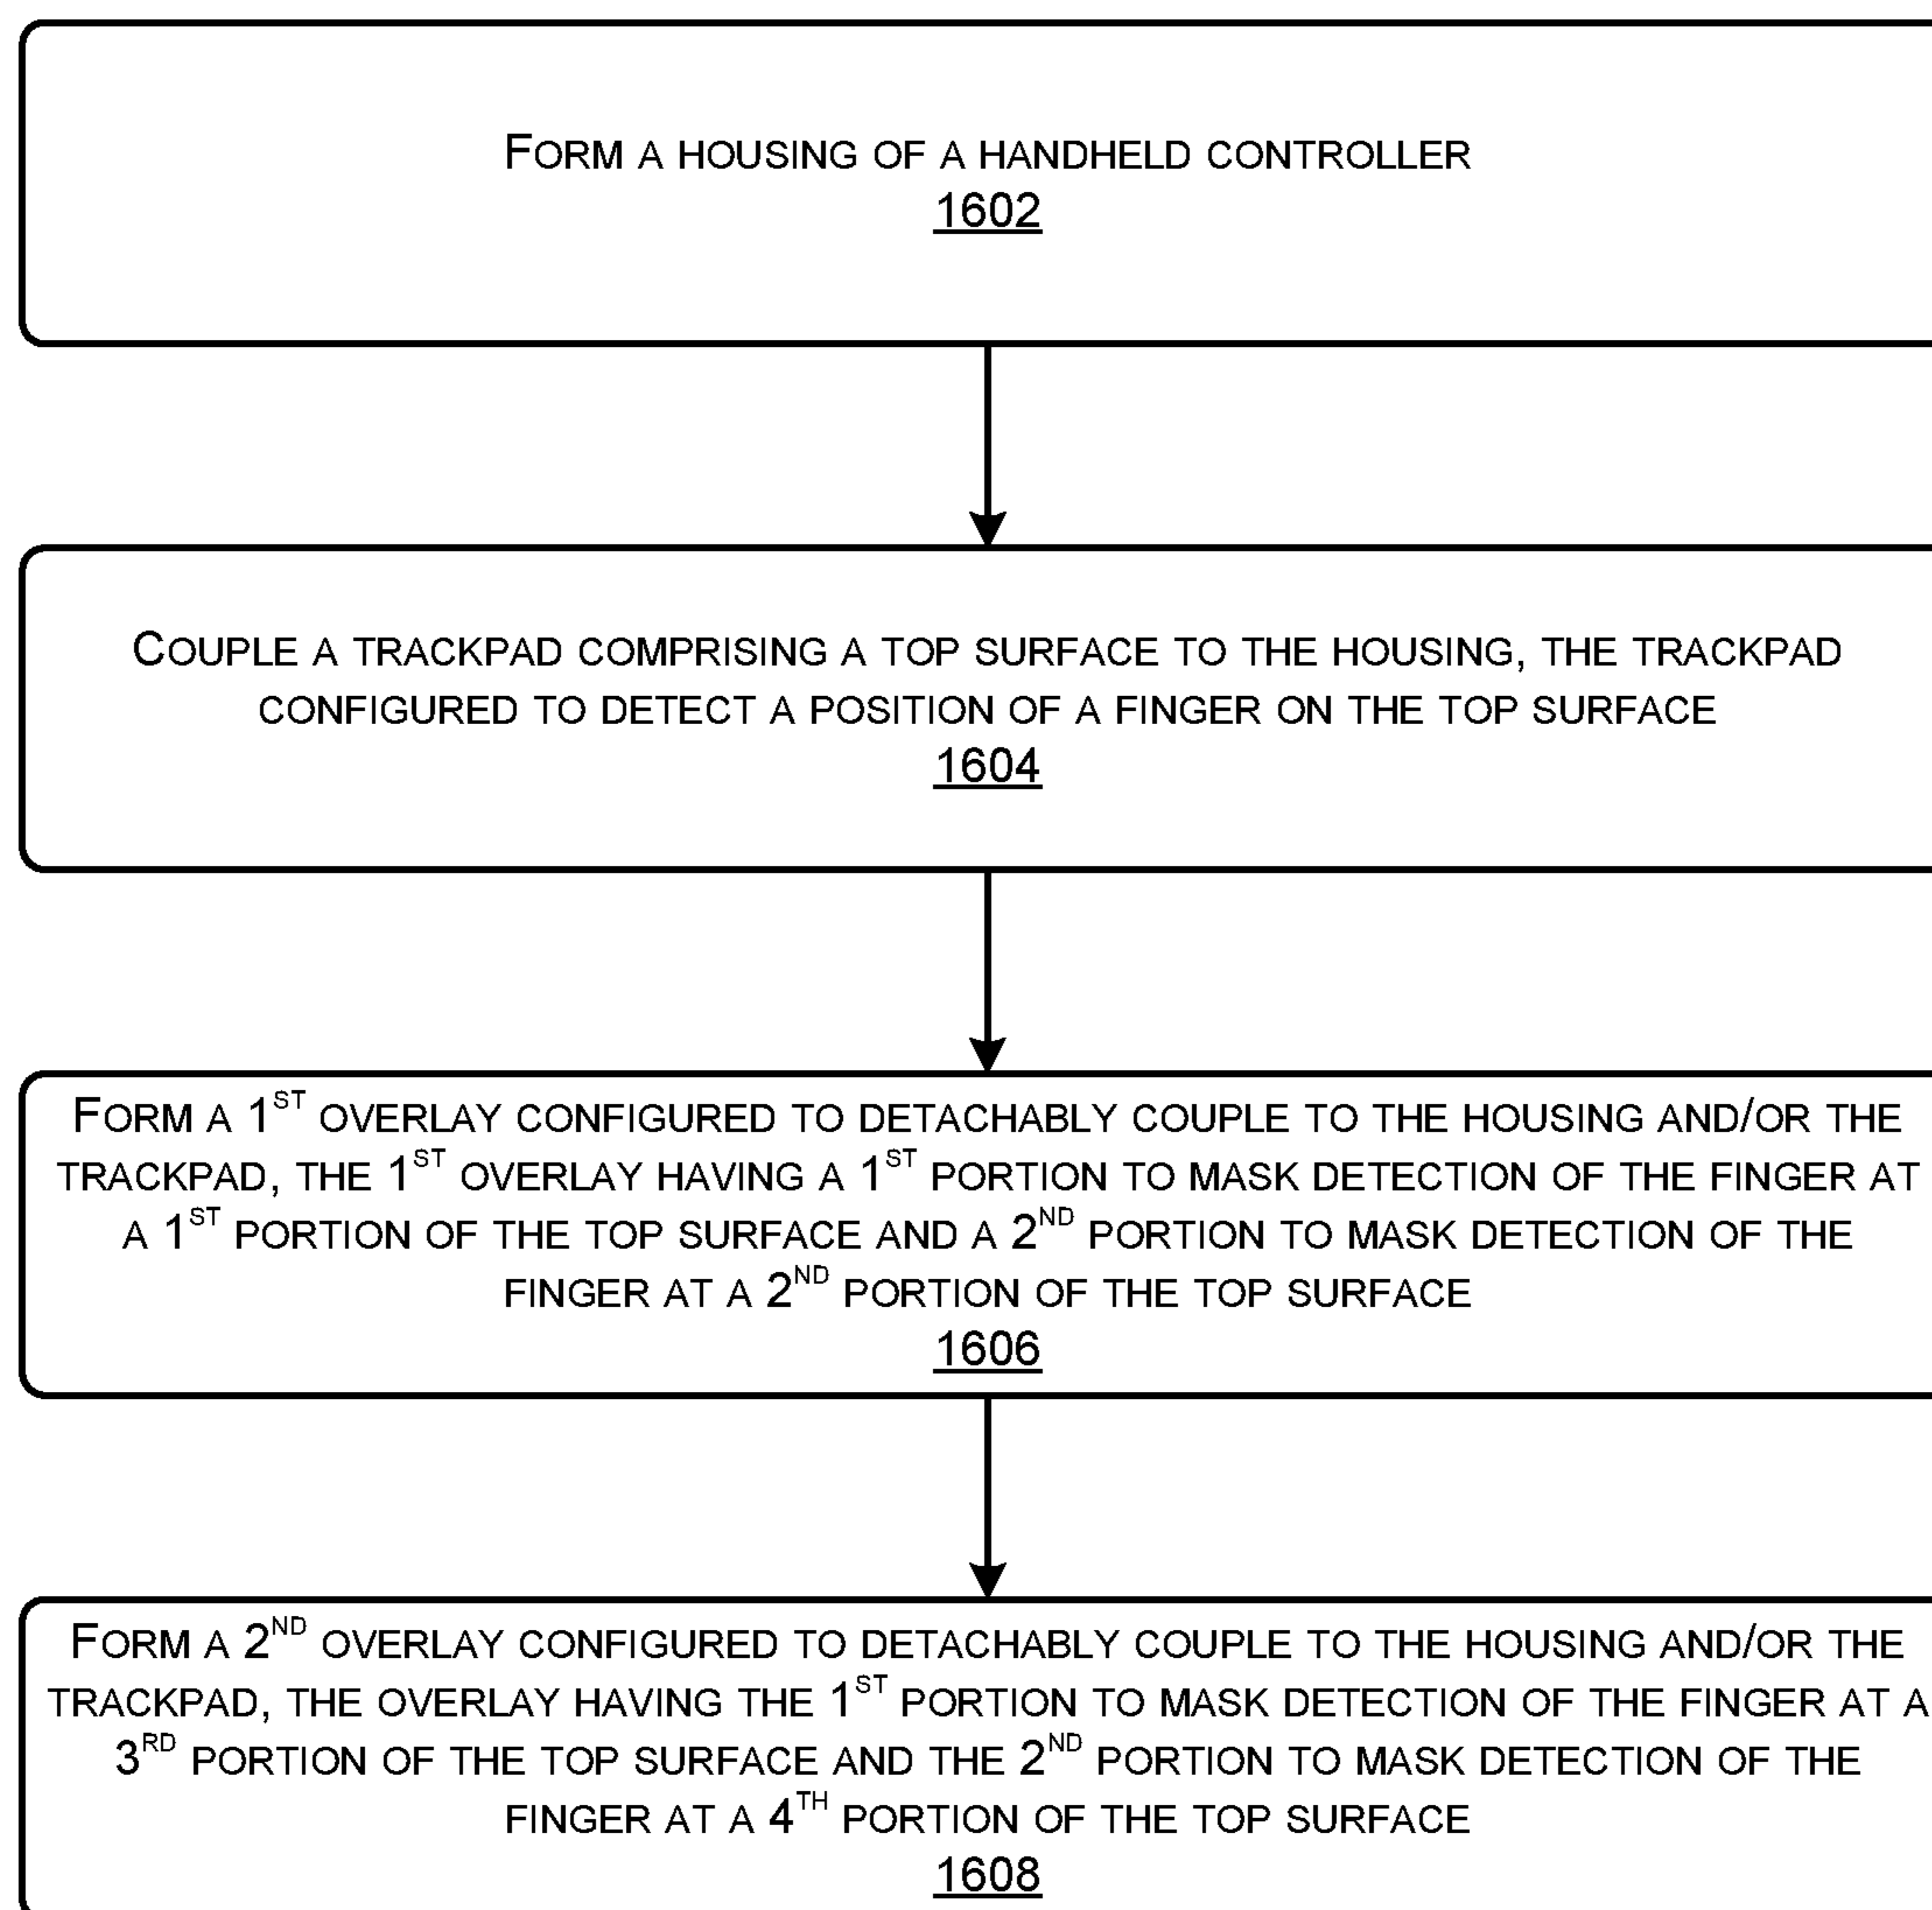 FORM A HOUSING OF A HANDHELD CONTROLLER
1602
COUPLE A TRACKPAD COMPRISING A TOP SURFACE TO THE HOUSING, THE TRACKPAD
CONFIGURED TO DETECT A POSITION OF A FINGER ON THE TOP SURFACE
1604
FORM A 1ST OVERLAY CONFIGURED TO DETACHABLY COUPLE TO THE HOUSING AND/OR THE
TRACKPAD, THE 1ST OVERLAY HAVING A 1ST PORTION TO MASK DETECTION OF THE FINGER AT
A 1ST PORTION OF THE TOP SURFACE AND A 2ND PORTION TO MASK DETECTION OF THE
FINGER AT A 2ND PORTION OF THE TOP SURFACE
1606
FORM A 2ND OVERLAY CONFIGURED TO DETACHABLY COUPLE TO THE HOUSING AND/OR THE
TRACKPAD, THE OVERLAY HAVING THE 1ST PORTION TO MASK DETECTION OF THE FINGER AT A
3RD PORTION OF THE TOP SURFACE AND THE 2ND PORTION TO MASK DETECTION OF THE
FINGER AT A 4TH PORTION OF THE TOP SURFACE
1608